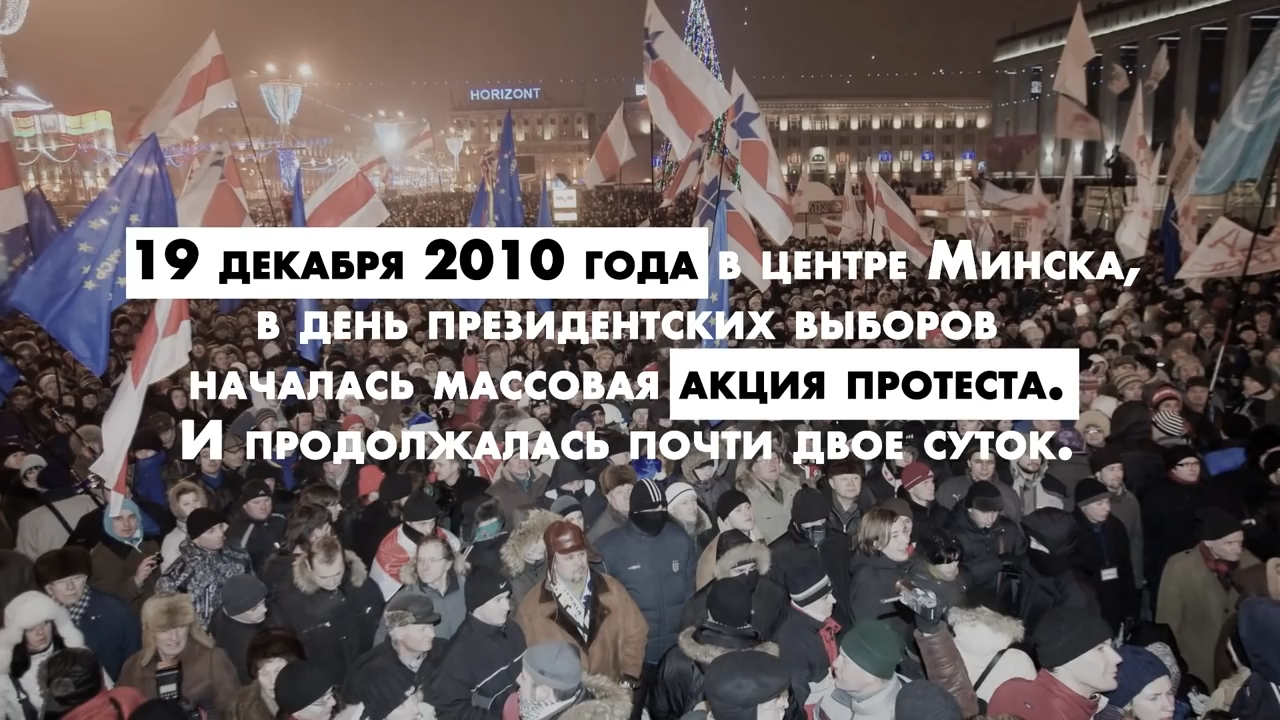 HORIZONT
19 декабря 2010 года в центре Минска,
в день президентских выборов
началась массовая акция протеста.
И продолжалась почти двое суток.